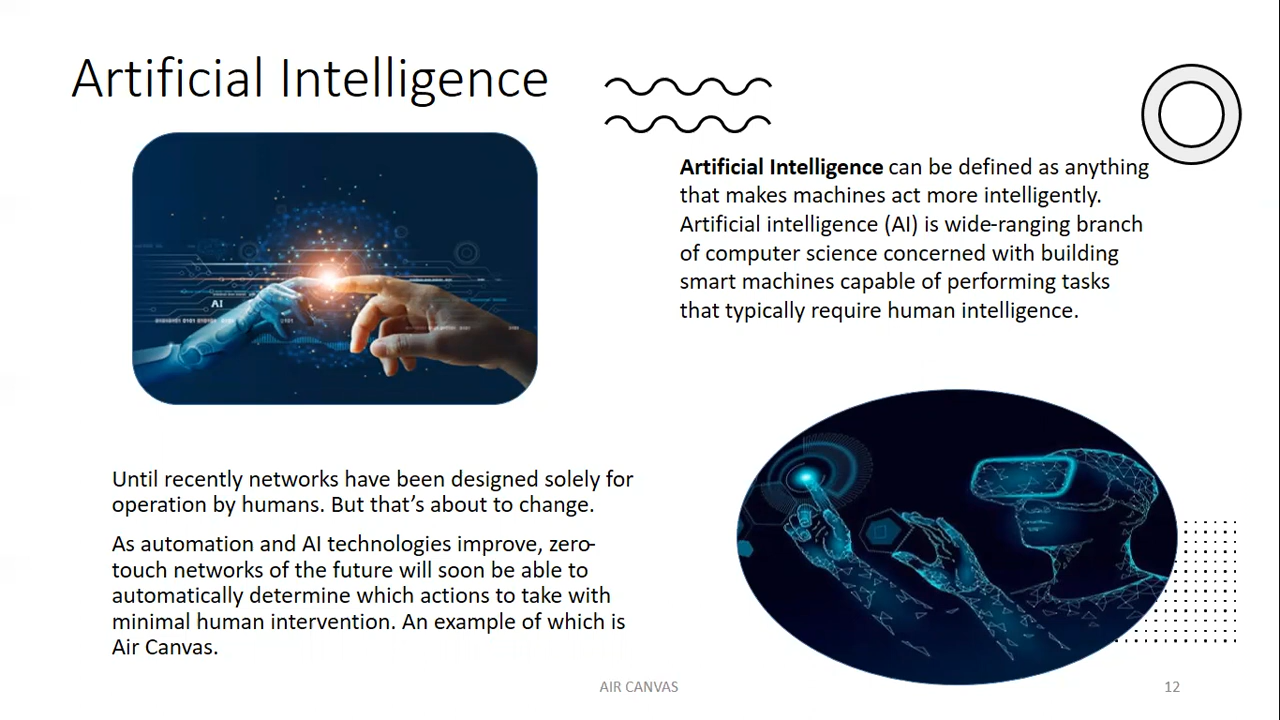 Artificial Intelligence
Artificial Intelligence can be defined as anything
that makes machines act more intelligently.
Artificial intelligence (AI) is wide-ranging branch
of computer science concerned with building
smart machines capable of performing tasks
that typically require human intelligence.
AI
Until recently networks have been designed solely for
operation by humans. But that’s about to change.
As automation and AI technologies improve, zero-
touch networks of the future will soon be able to
automatically determine which actions to take with
minimal human intervention. An example of which is
Air Canvas.
AIR CANVAS
12